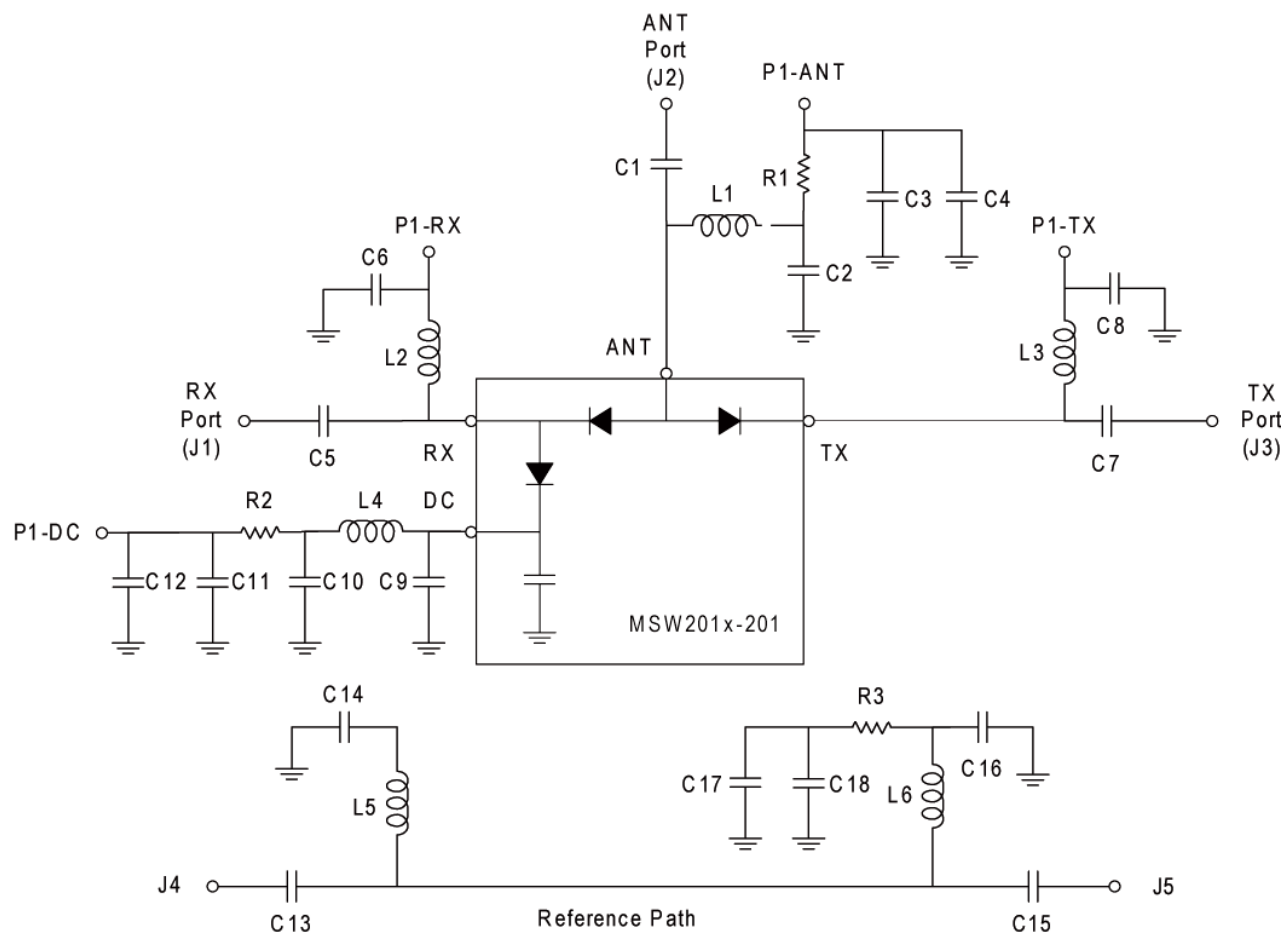 ANT
Port
(J2)
P1-ANT
C1
L1
R1
C3
C4
C2
P1-RX
C6
L2
P1-TX
C8
L3
ANT
RX
Port
(J1)
C5
RX
TX
C7
TX
Port
(J3)
P1-DC
R2
L4
DC
C12
C11
C10
C9
MSW201x-201
C14
L5
R3
C17
C18
L6
C16
J4
C13
Reference Path
C15
J5